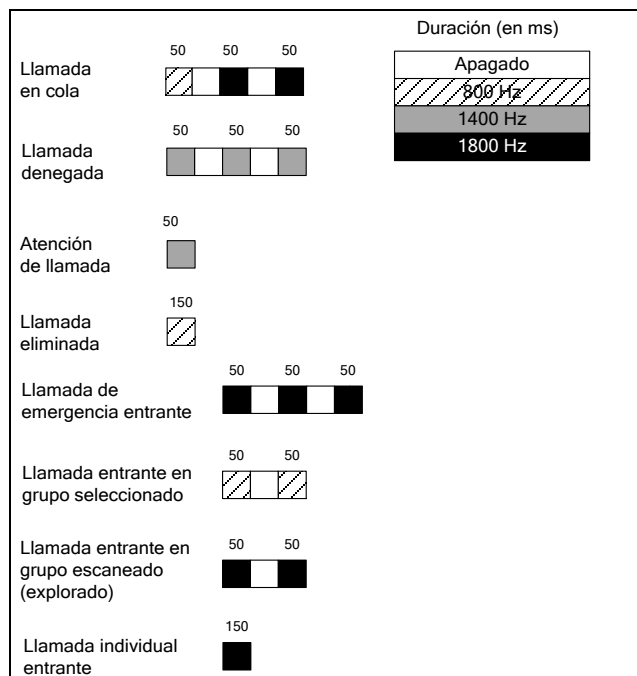 Duración (en ms)
Apagado
800 Hz
1400 Hz
1800 Hz
50 50 50
Llamada
en cola
50 50 50
Llamada
denegada
50
Atención
de llamada
150
Llamada
eliminada
50 50 50
Llamada de
emergencia entrante
50 50
Llamada entrante en
grupo seleccionado
50 50
Llamada entrante en
grupo escaneado
(explorado)
150
Llamada individual
entrante